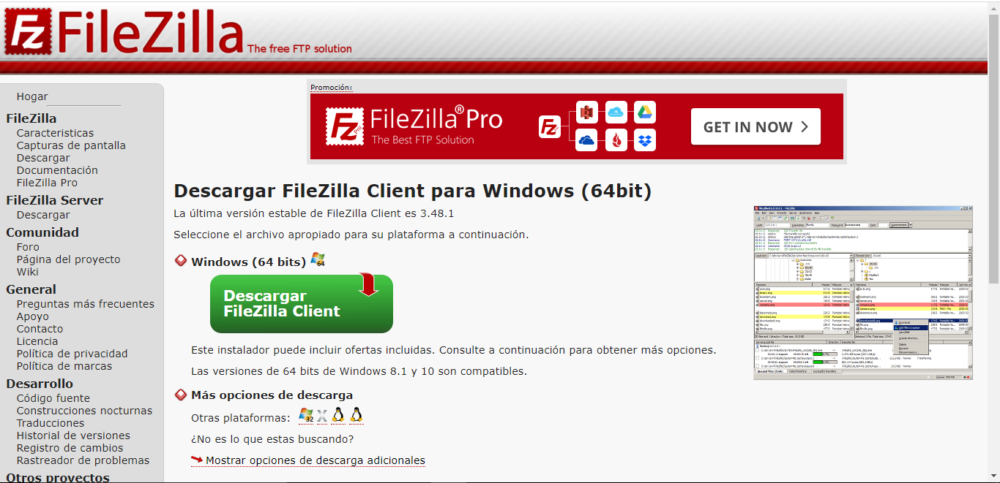 FileZilla The free FTP solution
Hogar
FileZilla
Caracteristicas
Capturas de pantalla
Descargar
Documentación
FileZilla Pro
FileZilla Server
Descargar
Comunidad
Foro
Página del proyecto
Wiki
General
Preguntas más frecuentes
Apoyo
Contacto
Licencia
Política de privacidad
Política de marcas
Desarrollo
Código fuente
Construcciones nocturnas
Traducciones
Historial de versiones
Registro de cambios
Rastreador de problemas
Otros proyectos
Promoción:
FileZilla® Pro
The Best FTP Solution
GET IN NOW
Descargar FileZilla Client para Windows (64bit)
La última versión estable de FileZilla Client es 3.48.1
Seleccione el archivo apropiado para su plataforma a continuación.
Windows (64 bits) 64
Descargar
FileZilla Client
Este instalador puede incluir ofertas incluidas. Consulte a continuación para obtener más opciones.
Las versiones de 64 bits de Windows 8.1 y 10 son compatibles.
Más opciones de descarga
Otras plataformas: 32
¿No es lo que estas buscando?
Mostrar opciones de descarga adicionales